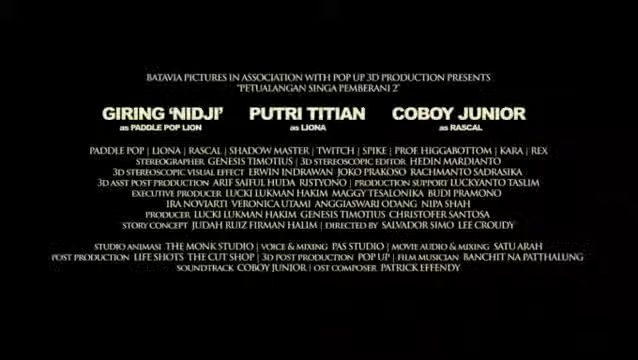 BATAVIA PICTURES IN ASSOCIATION WITH POP UP 3D PRODUCTION PRESENTS
"PETUALANGAN SINGA PEMBERANI 2"
GIRING 'NIDJI' PUTRI TITIAN COBOY JUNIOR
as PADDLE POP LION as LIONA as RASCAL
PADDLE POP | LIONA | RASCAL | SHADOW MASTER | TWITCH | SPIKE | PROF. HIGGABOTTOM | KARA | REX
STEREOGRAPHER GENESIS TIMOTIUS | 3D STEREOSCOPIC EDITOR HEDIN MARDIANTO
3D STEREOSCOPIC VISUAL EFFECT ERWIN INDRAWAN JOKO PRAKOSO RACHMANTO SADRASIKA
3D ASST POST PRODUCTION ARIF SAIFUL HUDA RISTYONO | PRODUCTION SUPPORT LUCKYANTO TASLIM
EXECUTIVE PRODUCER LUCKI LUKMAN HAKIM MAGGY TESALONIKA BUDI PRAMONO
IRA NOVIARTI VERONICA UTAMI ANGGIASWARI ODANG NIPA SHAH
PRODUCER LUCKI LUKMAN HAKIM GENESIS TIMOTIUS CHRISTOFER SANTOSA
STORY CONCEPT JUDAH RUIZ FIRMAN HALIM | DIRECTED BY SALVADOR SIMO LEE CROUDY
STUDIO ANIMASI THE MONK STUDIO | VOICE & MIXING PAS STUDIO | MOVIE AUDIO & MIXING SATU ARAH
POST PRODUCTION LIFE SHOTS THE CUT SHOP | 3D POST PRODUCTION POP UP | FILM MUSICIAN BANCHIT NA PATTHALUNG
SOUNDTRACK COBOY JUNIOR | OST COMPOSER PATRICK EFFENDY